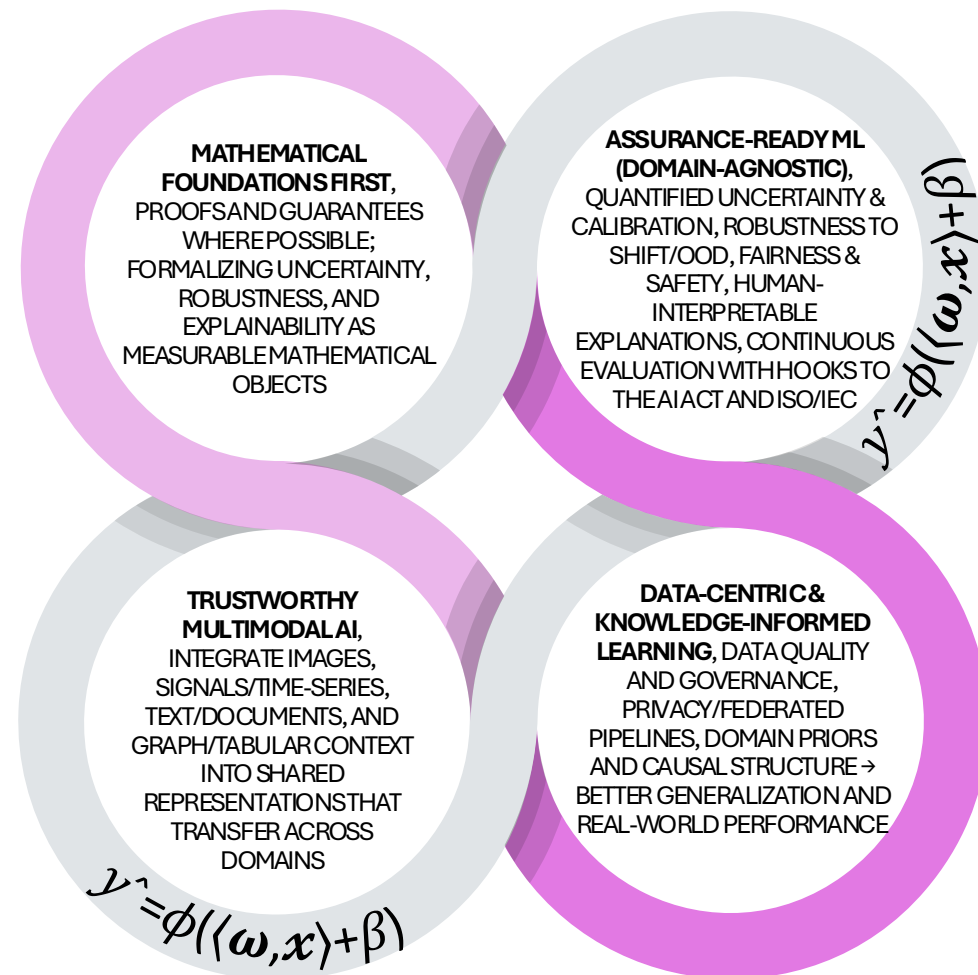 MATHEMATICAL
FOUNDATIONS FIRST,
PROOFS AND GUARANTEES
WHERE POSSIBLE;
FORMALIZING UNCERTAINTY,
ROBUSTNESS, AND
EXPLAINABILITY AS
MEASURABLE MATHEMATICAL
OBJECTS
ASSURANCE-READY ML
(DOMAIN-AGNOSTIC),
QUANTIFIED UNCERTAINTY &
CALIBRATION, ROBUSTNESS TO
SHIFT/OOD, FAIRNESS &
SAFETY, HUMAN-
INTERPRETABLE
EXPLANATIONS, CONTINUOUS
EVALUATION WITH HOOKS TO
THE AI ACT AND ISO/IEC
y^=ϕ(⟨ω,x⟩+β)
TRUSTWORTHY
MULTIMODAL AI,
INTEGRATE IMAGES,
SIGNALS/TIME-SERIES,
TEXT/DOCUMENTS, AND
GRAPH/TABULAR CONTEXT
INTO SHARED
REPRESENTATIONS THAT
TRANSFER ACROSS
DOMAINS
y^=ϕ(⟨ω,x⟩+β)
DATA-CENTRIC &
KNOWLEDGE-INFORMED
LEARNING, DATA QUALITY
AND GOVERNANCE,
PRIVACY/FEDERATED
PIPELINES, DOMAIN PRIORS
AND CAUSAL STRUCTURE →
BETTER GENERALIZATION AND
REAL-WORLD PERFORMANCE